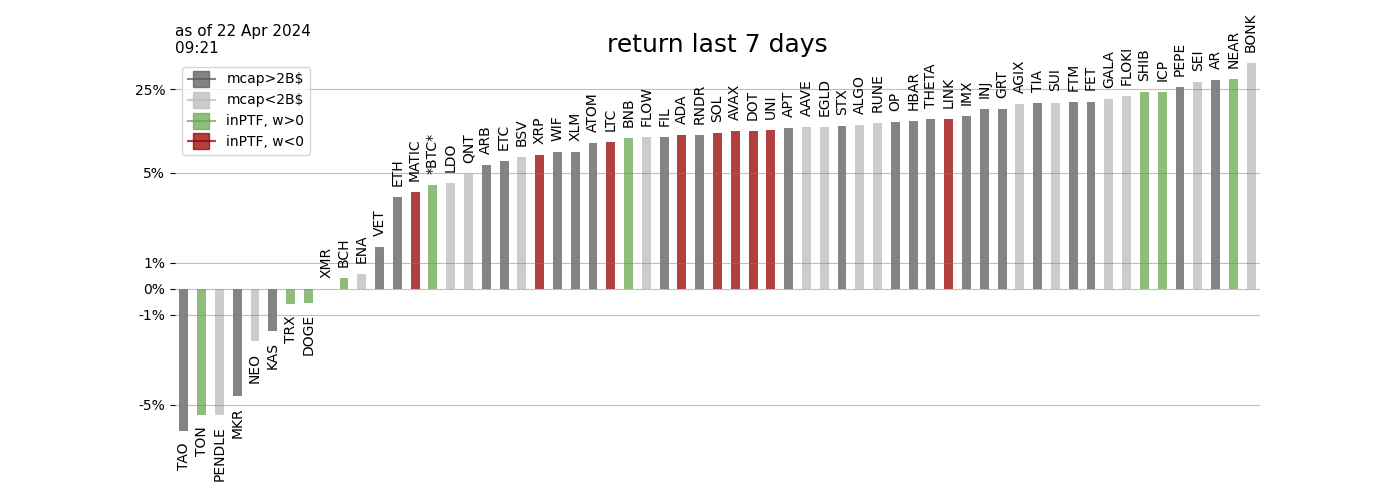 as of 22 Apr 2024
09:21
return last 7 days
mcap>2B$
mcap<2B$
inPTF, w>0
inPTF, w<0
25%
5%
1%
0%
-1%
-5%
TAO
TON
PENDLE
MKR
NEO
KAS
TRX
DOGE
XMR
BCH
ENA
VET
ETH
MATIC
*BTC*
LDO
QNT
ARB
ETC
BSV
XRP
WIF
XLM
ATOM
LTC
BNB
FLOW
FIL
ADA
RNDR
SOL
AVAX
DOT
UNI
APT
AAVE
EGLD
STX
ALGO
RUNE
OP
HBAR
THETA
LINK
IMX
INJ
GRT
AGIX
TIA
SUI
FTM
FET
GALA
FLOKI
SHIB
ICP
PEPE
SEI
AR
NEAR
BONK